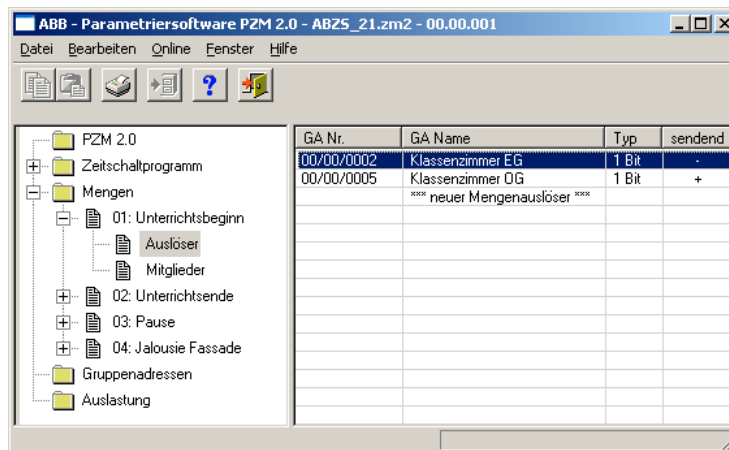 ABB - Parametriersoftware PZM 2.0 - ABZS_21.zm2 - 00.00.001
Datei Bearbeiten Online Fenster Hilfe
PZM 2.0
Zeitschaltprogramm
Mengen
01: Unterrichtsbeginn
Auslöser
Mitglieder
02: Unterrichtsende
03: Pause
04: Jalousie Fassade
Gruppenadressen
Auslastung
GA Nr. GA Name Typ sendend
00/00/0002 Klassenzimmer EG 1 Bit -
00/00/0005 Klassenzimmer OG 1 Bit +
*** neuer Mengenauslöser ***